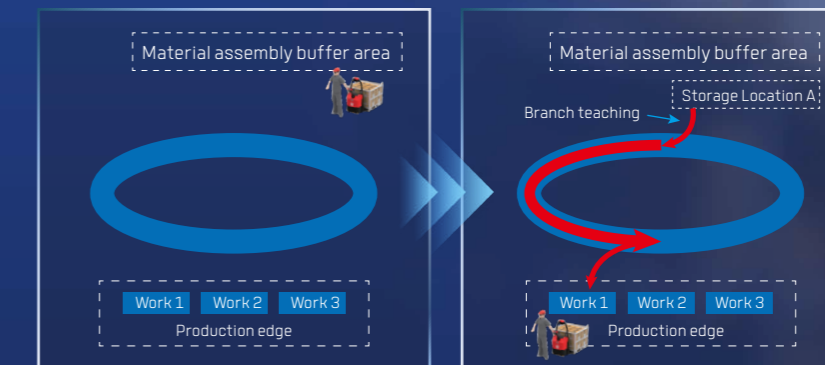 Material assembly buffer area
Work 1 Work 2 Work 3
Production edge
Material assembly buffer area
Storage Location A
Branch teaching
Work 1 Work 2 Work 3
Production edge